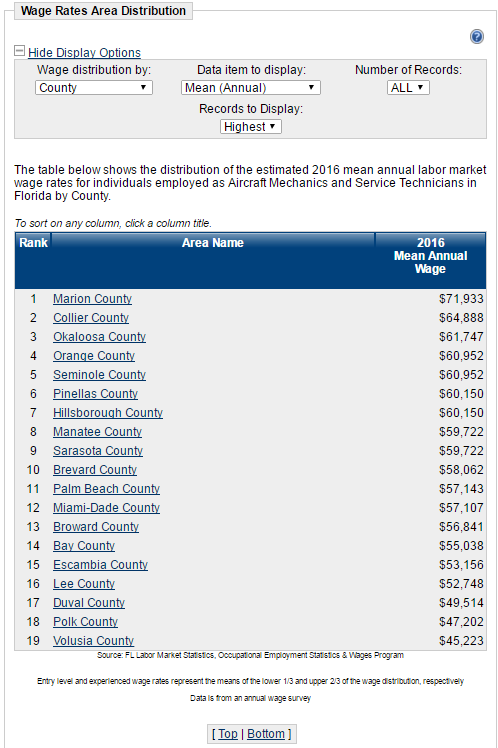 Wage Rates Area Distribution
?
Hide Display Options
Wage distribution by: Data item to display: Number of Records:
County Mean (Annual) ALL
Records to Display:
Highest
The table below shows the distribution of the estimated 2016 mean annual labor market
wage rates for individuals employed as Aircraft Mechanics and Service Technicians in
Florida by County.
To sort on any column, click a column title.
Rank Area Name 2016
Mean Annual
Wage
1 Marion County $71,933
2 Collier County $64,888
3 Okaloosa County $61,747
4 Orange County $60,952
5 Seminole County $60,952
6 Pinellas County $60,150
7 Hillsborough County $60,150
8 Manatee County $59,722
9 Sarasota County $59,722
10 Brevard County $58,062
11 Palm Beach County $57,143
12 Miami-Dade County $57,107
13 Broward County $56,841
14 Bay County $55,038
15 Escambia County $53,156
16 Lee County $52,748
17 Duval County $49,514
18 Polk County $47,202
19 Volusia County $45,223
Source: FL Labor Market Statistics, Occupational Employment Statistics & Wages Program
Entry level and experienced wage rates represent the means of the lower 1/3 and upper 2/3 of the wage distribution, respectively
Data is from an annual wage survey
[ Top | Bottom ]